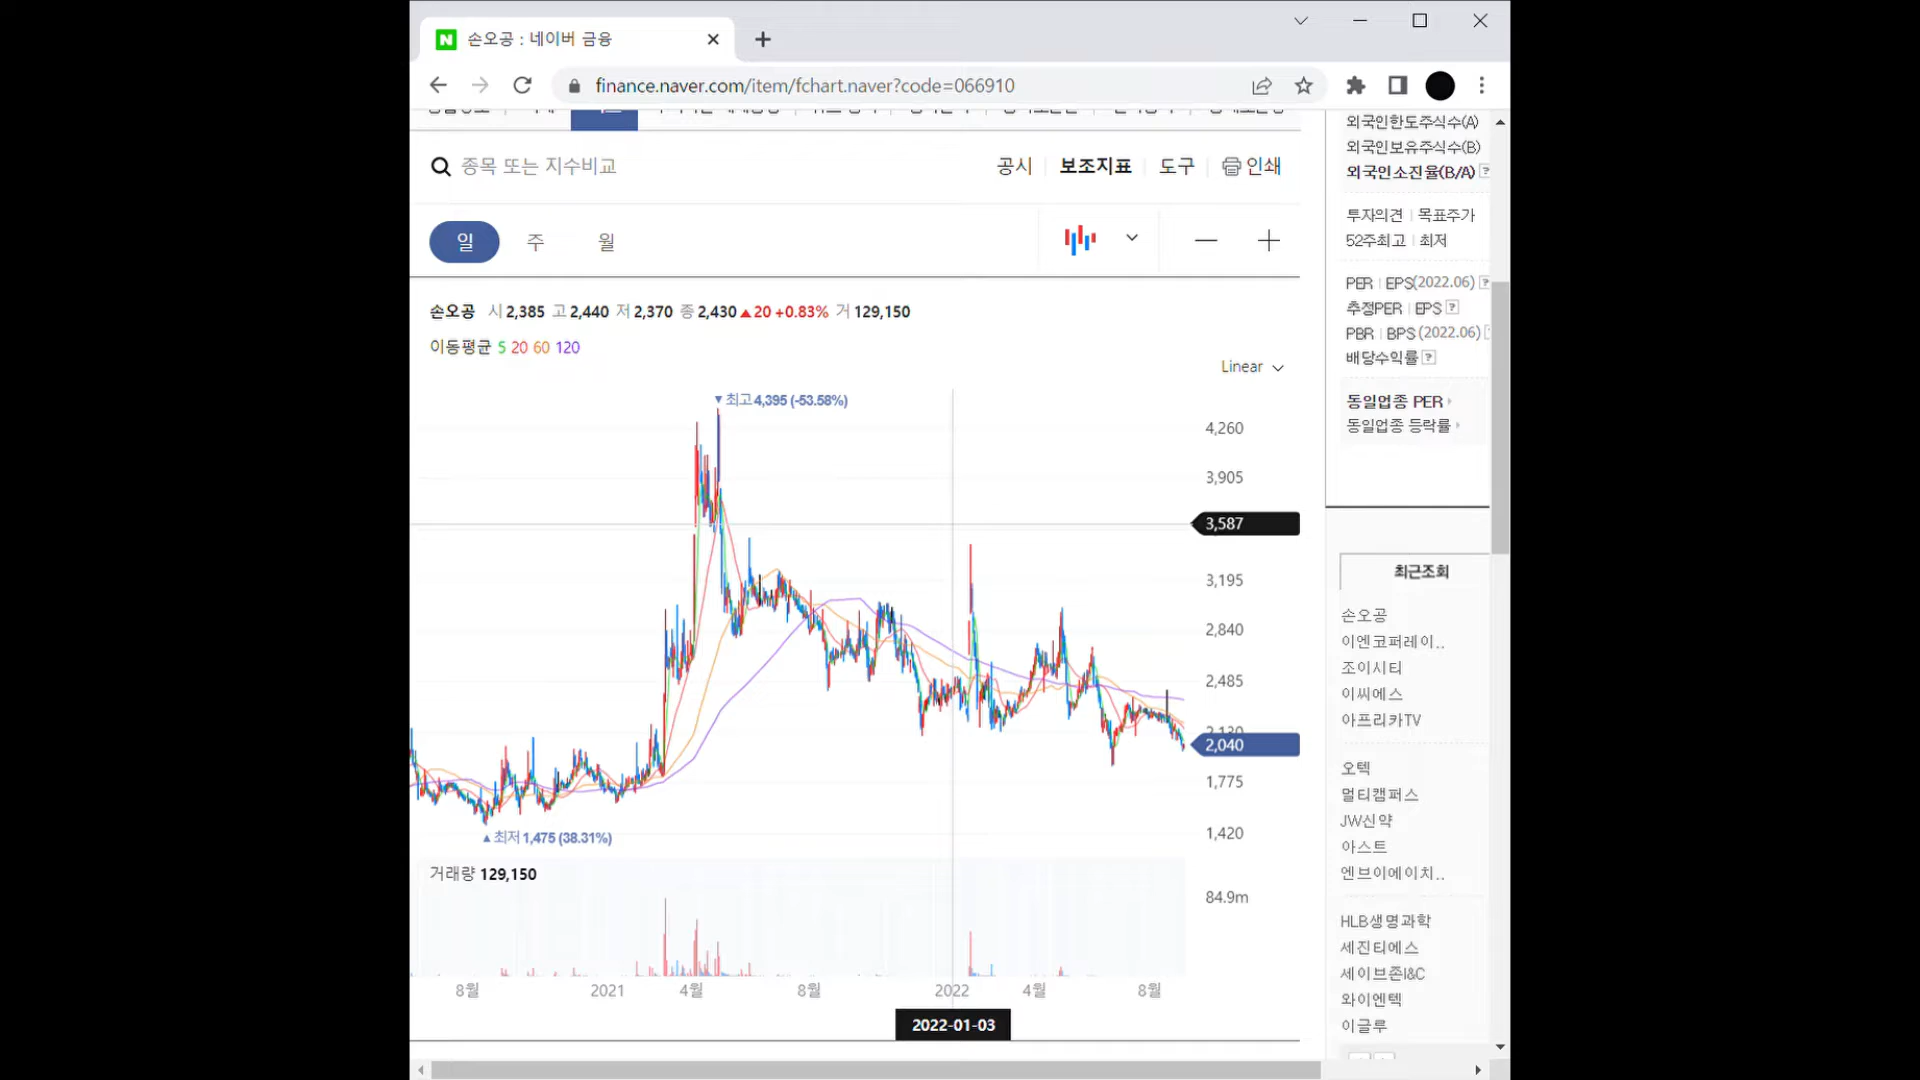 손오공 : 네이버 금융
finance.naver.com/item/fchart.naver?code=066910
종목 또는 지수비교
공시 보조지표 도구 인쇄
일 주 월
손오공 시 2,385 고 2,440 저 2,370 종 2,430 ▲20 +0.83% 거 129,150
이동평균 5 20 60 120
Linear
▼최고 4,395 (-53.58%)
4,260
3,905
3,587
3,195
2,840
2,485
2,130
2,040
1,775
1,420
▲최저 1,475 (38.31%)
거래량 129,150
84.9m
8월 2021 4월 8월 2022 4월 8월
2022-01-03
외국인한도주식수(A)
외국인보유주식수(B)
외국인소진율(B/A) ?
투자의견 | 목표주가
52주최고 | 최저
PER | EPS(2022.06) ?
추정PER | EPS ?
PBR | BPS (2022.06)
배당수익률 ?
동일업종 PER
동일업종 등락률
최근조회
손오공
이엔코퍼레이..
조이시티
이씨에스
아프리카TV
오텍
멀티캠퍼스
JW신약
아스트
엔브이에이치..
HLB생명과학
세진티에스
세이브존I&C
와이엔텍
이글루